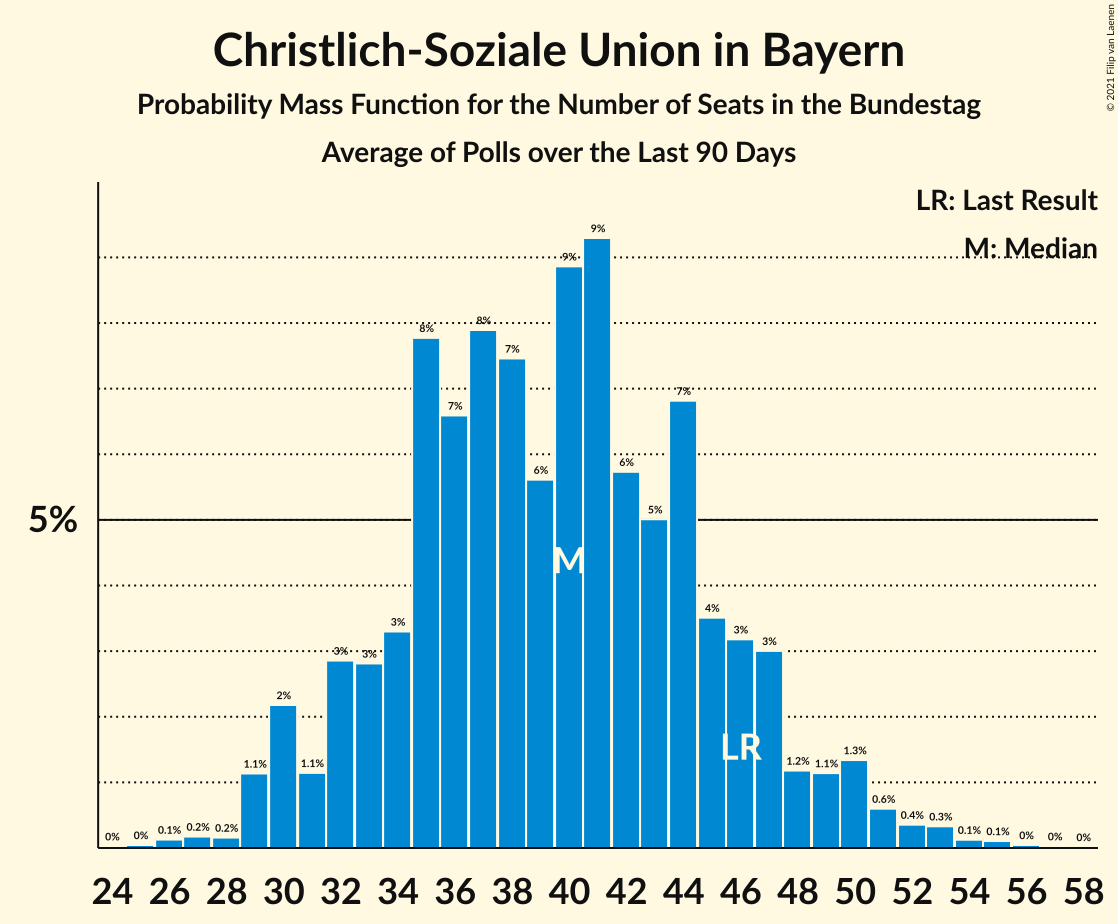 © 2021 Filip van Laenen
Christlich-Soziale Union in Bayern
Probability Mass Function for the Number of Seats in the Bundestag
Average of Polls over the Last 90 Days
LR: Last Result
M: Median
5%
0% 0% 0.1% 0.2% 0.2% 1.1% 2% 1.1% 3% 3% 3% 8% 7% 8% 7% 6% 9% 9% 6% 5% 7% 4% 3% 3% 1.2% 1.1% 1.3% 0.6% 0.4% 0.3% 0.1% 0.1% 0% 0% 0%
M
LR
24 26 28 30 32 34 36 38 40 42 44 46 48 50 52 54 56 58